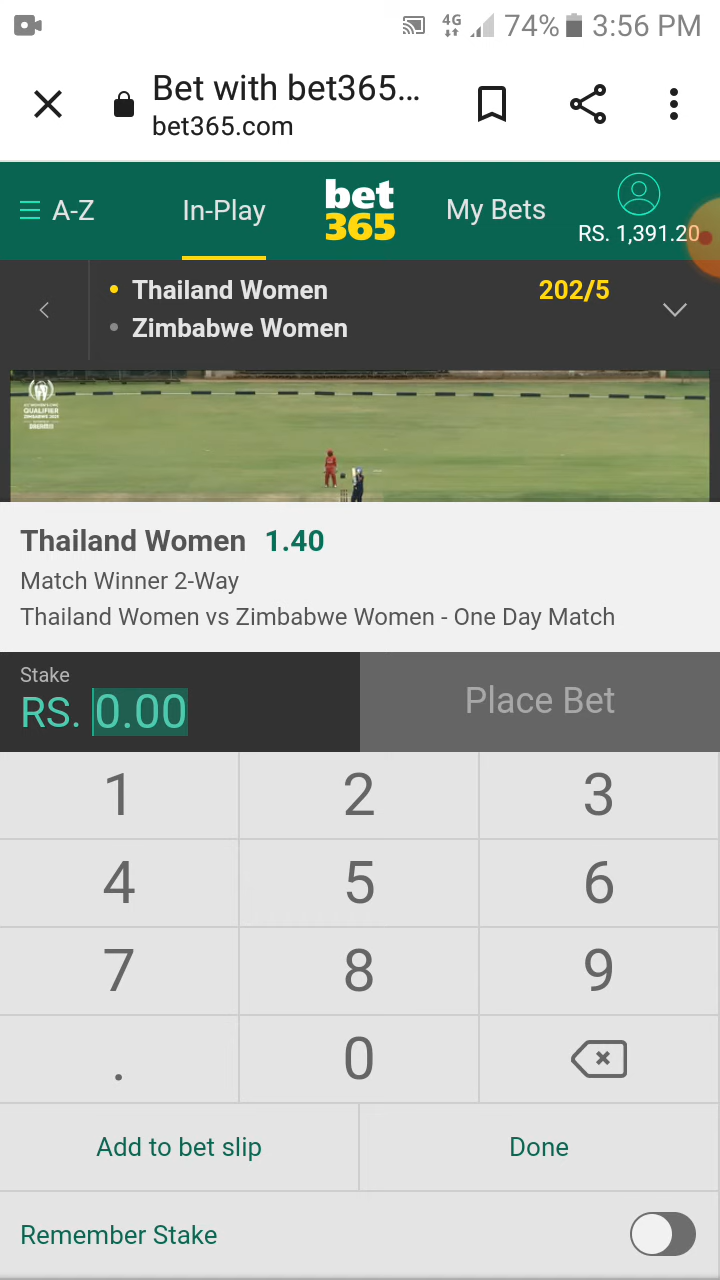 4G 74% 3:56 PM
Bet with bet365...
bet365.com
A-Z In-Play bet365 My Bets RS. 1,391.20
Thailand Women 202/5
Zimbabwe Women
QUALIFIER
Thailand Women 1.40
Match Winner 2-Way
Thailand Women vs Zimbabwe Women - One Day Match
Stake
RS. 0.00 Place Bet
1 2 3
4 5 6
7 8 9
. 0
Add to bet slip Done
Remember Stake